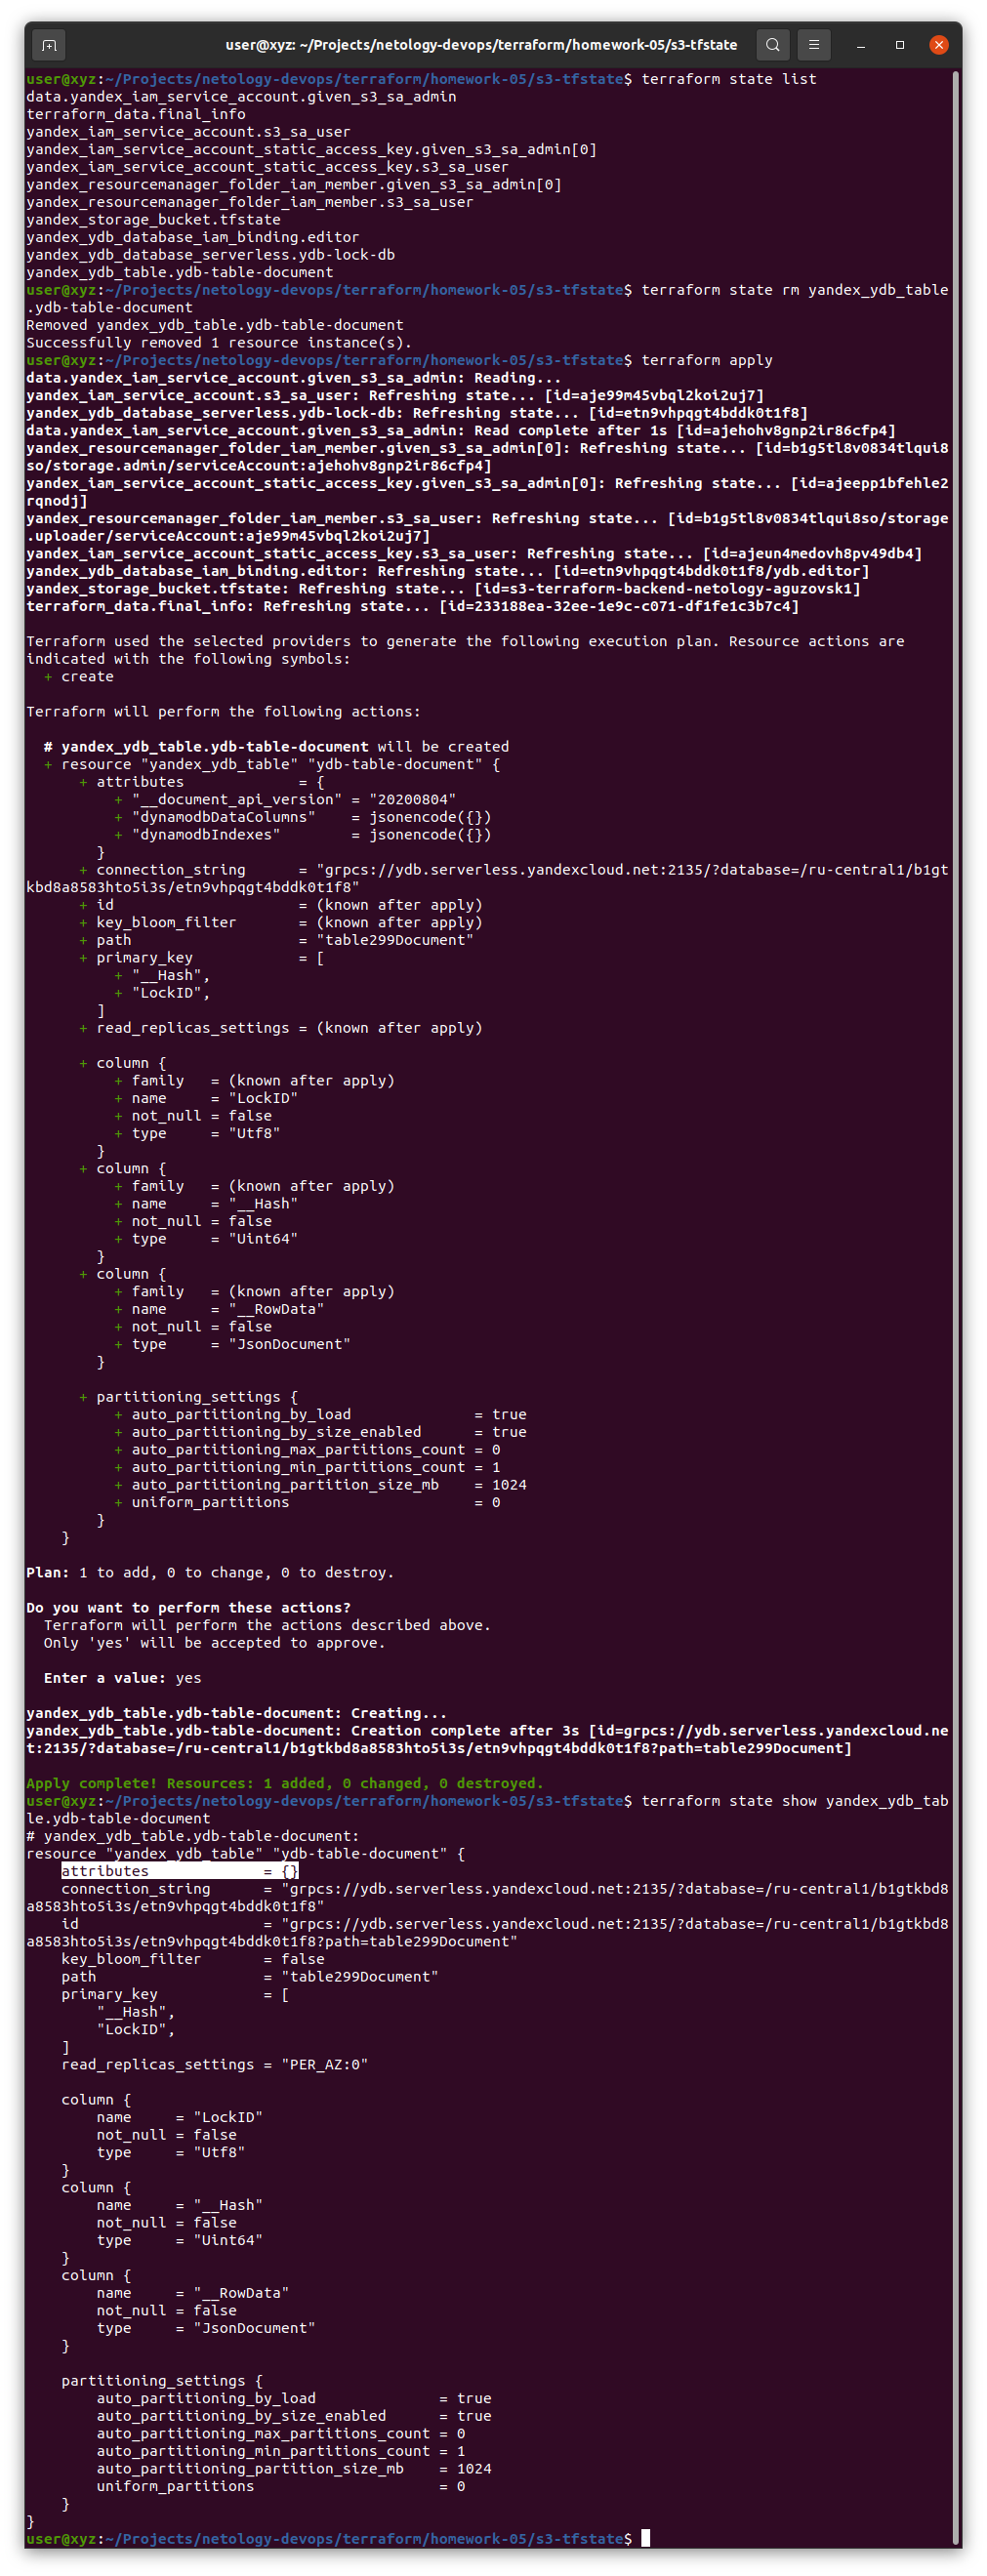 user@xyz: ~/Projects/netology-devops/terraform/homework-05/s3-tfstate
user@xyz:~/Projects/netology-devops/terraform/homework-05/s3-tfstate$ terraform state list
data.yandex_iam_service_account.given_s3_sa_admin
terraform_data.final_info
yandex_iam_service_account.s3_sa_user
yandex_iam_service_account_static_access_key.given_s3_sa_admin[0]
yandex_iam_service_account_static_access_key.s3_sa_user
yandex_resourcemanager_folder_iam_member.given_s3_sa_admin[0]
yandex_resourcemanager_folder_iam_member.s3_sa_user
yandex_storage_bucket.tfstate
yandex_ydb_database_iam_binding.editor
yandex_ydb_database_serverless.ydb-lock-db
yandex_ydb_table.ydb-table-document
user@xyz:~/Projects/netology-devops/terraform/homework-05/s3-tfstate$ terraform state rm yandex_ydb_table
.ydb-table-document
Removed yandex_ydb_table.ydb-table-document
Successfully removed 1 resource instance(s).
user@xyz:~/Projects/netology-devops/terraform/homework-05/s3-tfstate$ terraform apply
data.yandex_iam_service_account.given_s3_sa_admin: Reading...
yandex_iam_service_account.s3_sa_user: Refreshing state... [id=aje99m45vbql2koi2uj7]
yandex_ydb_database_serverless.ydb-lock-db: Refreshing state... [id=etn9vhpqgt4bddk0t1f8]
data.yandex_iam_service_account.given_s3_sa_admin: Read complete after 1s [id=ajehohv8gnp2ir86cfp4]
yandex_resourcemanager_folder_iam_member.given_s3_sa_admin[0]: Refreshing state... [id=b1g5tl8v0834tlqui8
so/storage.admin/serviceAccount:ajehohv8gnp2ir86cfp4]
yandex_iam_service_account_static_access_key.given_s3_sa_admin[0]: Refreshing state... [id=ajeepp1bfehle2
rqnodj]
yandex_resourcemanager_folder_iam_member.s3_sa_user: Refreshing state... [id=b1g5tl8v0834tlqui8so/storage
.uploader/serviceAccount:aje99m45vbql2koi2uj7]
yandex_iam_service_account_static_access_key.s3_sa_user: Refreshing state... [id=ajeun4medovh8pv49db4]
yandex_ydb_database_iam_binding.editor: Refreshing state... [id=etn9vhpqgt4bddk0t1f8/ydb.editor]
yandex_storage_bucket.tfstate: Refreshing state... [id=s3-terraform-backend-netology-aguzovsk1]
terraform_data.final_info: Refreshing state... [id=233188ea-32ee-1e9c-c071-df1fe1c3b7c4]
Terraform used the selected providers to generate the following execution plan. Resource actions are
indicated with the following symbols:
  + create
Terraform will perform the following actions:
  # yandex_ydb_table.ydb-table-document will be created
  + resource "yandex_ydb_table" "ydb-table-document" {
      + attributes             = {
          + "__document_api_version" = "20200804"
          + "dynamodbDataColumns"    = jsonencode({})
          + "dynamodbIndexes"        = jsonencode({})
        }
      + connection_string      = "grpcs://ydb.serverless.yandexcloud.net:2135/?database=/ru-central1/b1gt
kbd8a8583hto5i3s/etn9vhpqgt4bddk0t1f8"
      + id                     = (known after apply)
      + key_bloom_filter       = (known after apply)
      + path                   = "table299Document"
      + primary_key            = [
          + "__Hash",
          + "LockID",
        ]
      + read_replicas_settings = (known after apply)
      + column {
          + family   = (known after apply)
          + name     = "LockID"
          + not_null = false
          + type     = "Utf8"
        }
      + column {
          + family   = (known after apply)
          + name     = "__Hash"
          + not_null = false
          + type     = "Uint64"
        }
      + column {
          + family   = (known after apply)
          + name     = "__RowData"
          + not_null = false
          + type     = "JsonDocument"
        }
      + partitioning_settings {
          + auto_partitioning_by_load              = true
          + auto_partitioning_by_size_enabled      = true
          + auto_partitioning_max_partitions_count = 0
          + auto_partitioning_min_partitions_count = 1
          + auto_partitioning_partition_size_mb    = 1024
          + uniform_partitions                     = 0
        }
    }
Plan: 1 to add, 0 to change, 0 to destroy.
Do you want to perform these actions?
  Terraform will perform the actions described above.
  Only 'yes' will be accepted to approve.
  Enter a value: yes
yandex_ydb_table.ydb-table-document: Creating...
yandex_ydb_table.ydb-table-document: Creation complete after 3s [id=grpcs://ydb.serverless.yandexcloud.ne
t:2135/?database=/ru-central1/b1gtkbd8a8583hto5i3s/etn9vhpqgt4bddk0t1f8?path=table299Document]
Apply complete! Resources: 1 added, 0 changed, 0 destroyed.
user@xyz:~/Projects/netology-devops/terraform/homework-05/s3-tfstate$ terraform state show yandex_ydb_tab
le.ydb-table-document
# yandex_ydb_table.ydb-table-document:
resource "yandex_ydb_table" "ydb-table-document" {
    attributes             = {}
    connection_string      = "grpcs://ydb.serverless.yandexcloud.net:2135/?database=/ru-central1/b1gtkbd8
a8583hto5i3s/etn9vhpqgt4bddk0t1f8"
    id                     = "grpcs://ydb.serverless.yandexcloud.net:2135/?database=/ru-central1/b1gtkbd8
a8583hto5i3s/etn9vhpqgt4bddk0t1f8?path=table299Document"
    key_bloom_filter       = false
    path                   = "table299Document"
    primary_key            = [
        "__Hash",
        "LockID",
    ]
    read_replicas_settings = "PER_AZ:0"
    column {
        name     = "LockID"
        not_null = false
        type     = "Utf8"
    }
    column {
        name     = "__Hash"
        not_null = false
        type     = "Uint64"
    }
    column {
        name     = "__RowData"
        not_null = false
        type     = "JsonDocument"
    }
    partitioning_settings {
        auto_partitioning_by_load              = true
        auto_partitioning_by_size_enabled      = true
        auto_partitioning_max_partitions_count = 0
        auto_partitioning_min_partitions_count = 1
        auto_partitioning_partition_size_mb    = 1024
        uniform_partitions                     = 0
    }
}
user@xyz:~/Projects/netology-devops/terraform/homework-05/s3-tfstate$